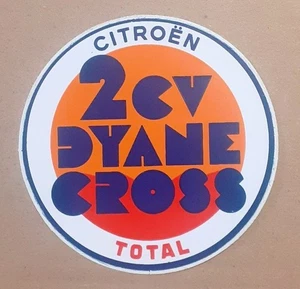 CITROËN
2CV
DYANE
CROSS
TOTAL